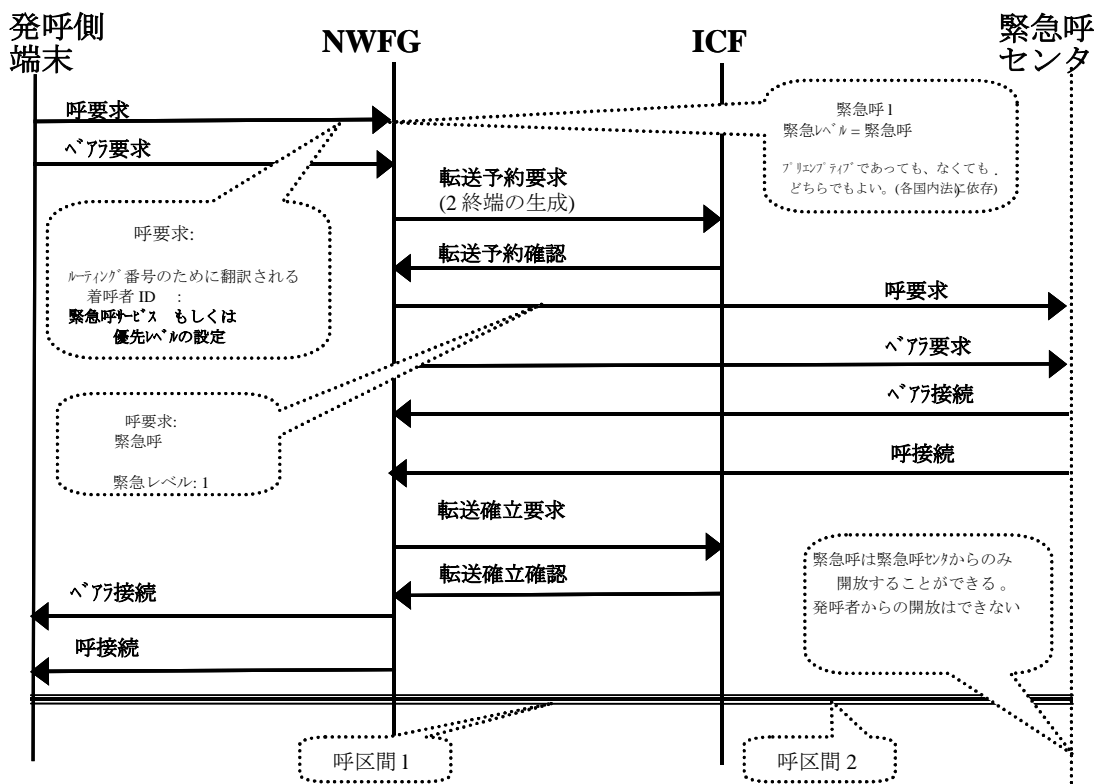 発呼側
端末
NWFG
ICF
緊急呼
センタ
呼要求
ベアラ要求
緊急呼1
緊急レベル = 緊急呼
プリエンプティブであっても、なくても、
どちらでもよい。(各国内法に依存)
転送予約要求
(2 終端の生成)
呼要求:
ルーティング番号のために翻訳される
着呼者 ID :
緊急呼サービス もしくは
優先レベルの設定
転送予約確認
呼要求
ベアラ要求
ベアラ接続
呼要求:
緊急呼
緊急レベル: 1
呼接続
転送確立要求
緊急呼は緊急呼センタからのみ
開放することができる。
発呼者からの開放はできない
転送確立確認
ベアラ接続
呼接続
呼区間 1
呼区間 2